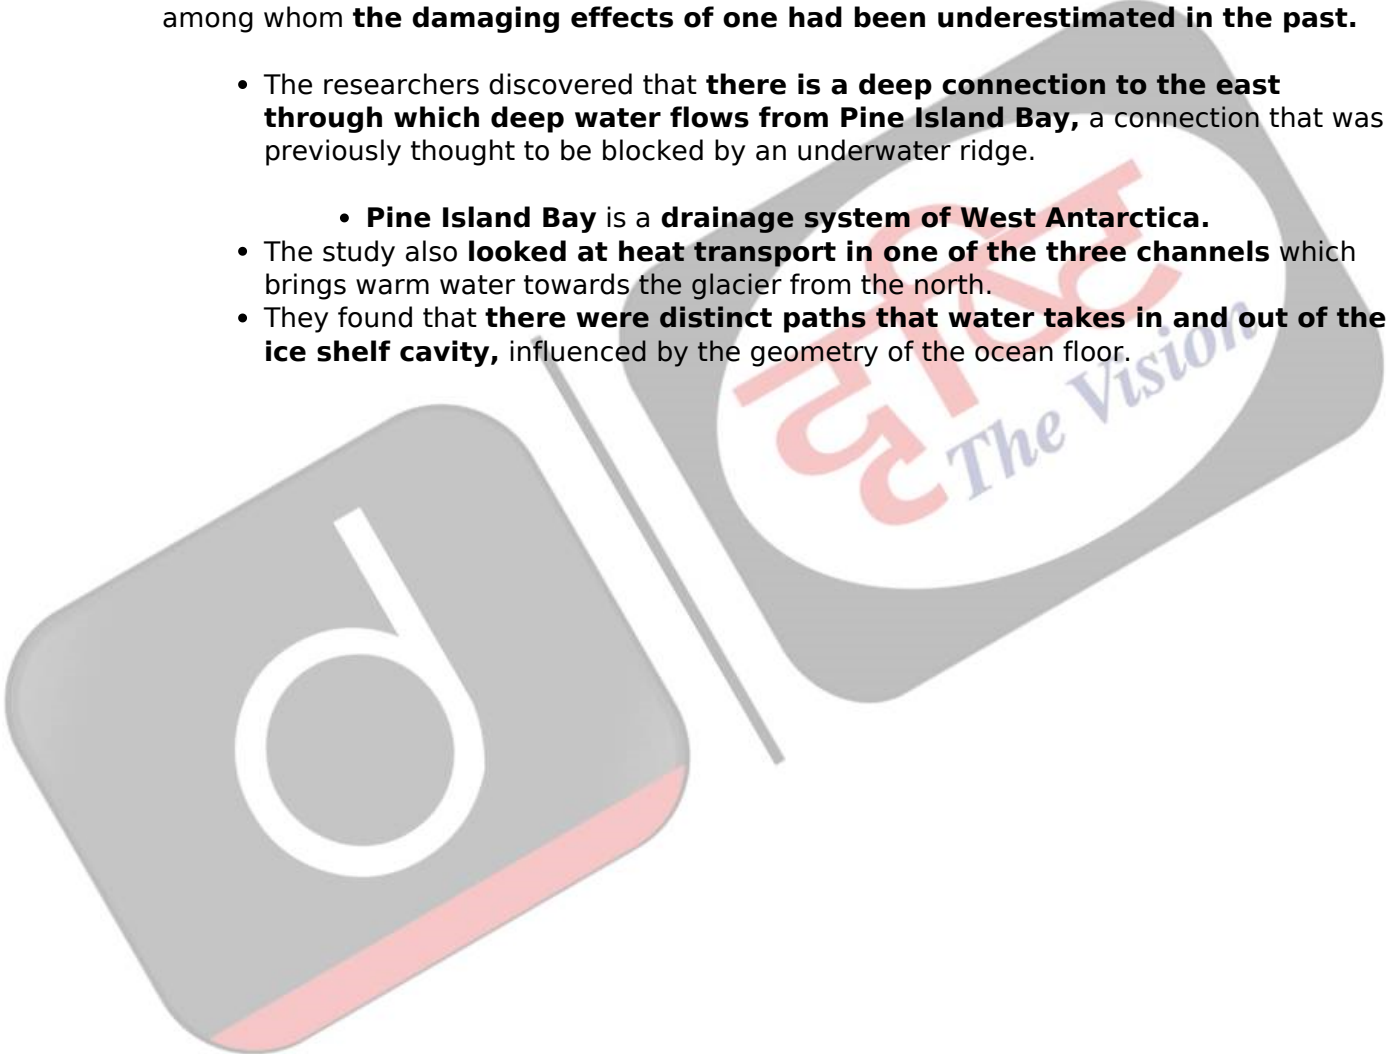 among whom the damaging effects of one had been underestimated in the past.
• The researchers discovered that there is a deep connection to the east
through which deep water flows from Pine Island Bay, a connection that was
previously thought to be blocked by an underwater ridge.
• Pine Island Bay is a drainage system of West Antarctica.
• The study also looked at heat transport in one of the three channels which
brings warm water towards the glacier from the north.
• They found that there were distinct paths that water takes in and out of the
ice shelf cavity, influenced by the geometry of the ocean floor.
दृष्टि
The Vision
d